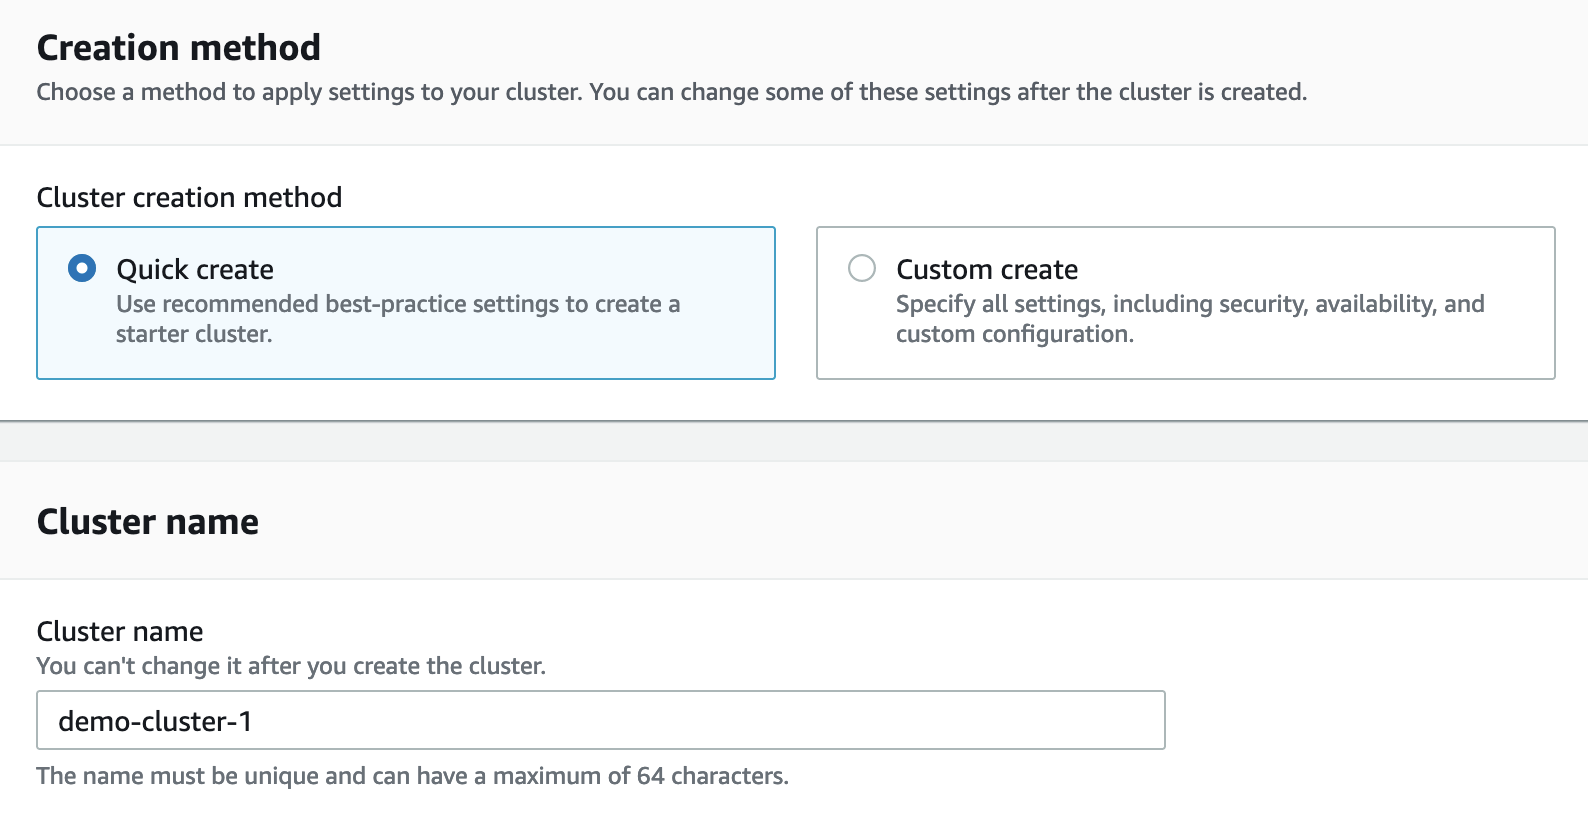 Creation method
Choose a method to apply settings to your cluster. You can change some of these settings after the cluster is created.
Cluster creation method
Quick create
Use recommended best-practice settings to create a
starter cluster.
Custom create
Specify all settings, including security, availability, and
custom configuration.
Cluster name
Cluster name
You can't change it after you create the cluster.
demo-cluster-1
The name must be unique and can have a maximum of 64 characters.